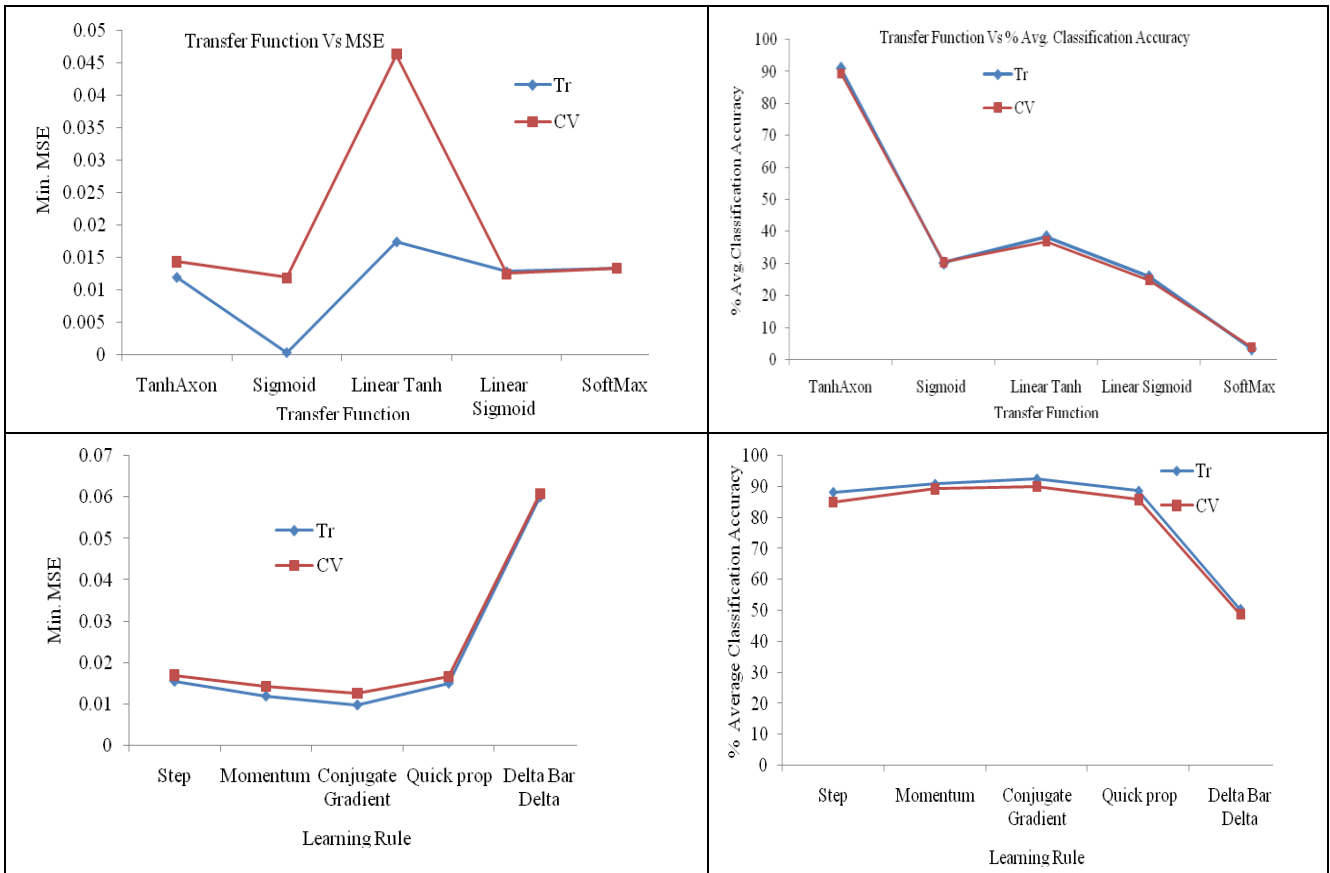 Transfer Function Vs MSE
0.05
0.045
0.04
0.035
0.03
0.025
0.02
0.015
0.01
0.005
0
Min. MSE
Tr
CV
TanhAxon Sigmoid Linear Tanh Linear SoftMax
Sigmoid
Transfer Function
Transfer Function Vs % Avg. Classification Accuracy
100
90
80
70
60
50
40
30
20
10
0
% Avg.Classification Accuracy
Tr
CV
TanhAxon Sigmoid Linear Tanh Linear Sigmoid SoftMax
Transfer Function
0.07
0.06
0.05
0.04
0.03
0.02
0.01
0
Min. MSE
Tr
CV
Step Momentum Conjugate Quick prop Delta Bar
Gradient Delta
Learning Rule
100
90
80
70
60
50
40
30
20
10
0
% Average Classification Accuracy
Tr
CV
Step Momentum Conjugate Quick prop Delta Bar
Gradient Delta
Learning Rule